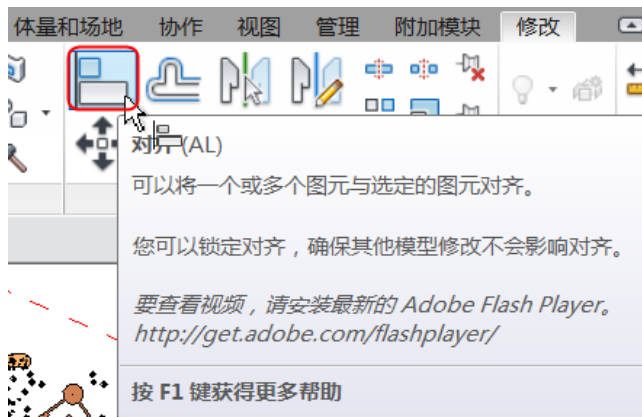 体量和场地 协作 视图 管理 附加模块 修改
对齐(AL)
可以将一个或多个图元与选定的图元对齐。
您可以锁定对齐，确保其他模型修改不会影响对齐。
要查看视频，请安装最新的 Adobe Flash Player。
http://get.adobe.com/flashplayer/
按 F1 键获得更多帮助